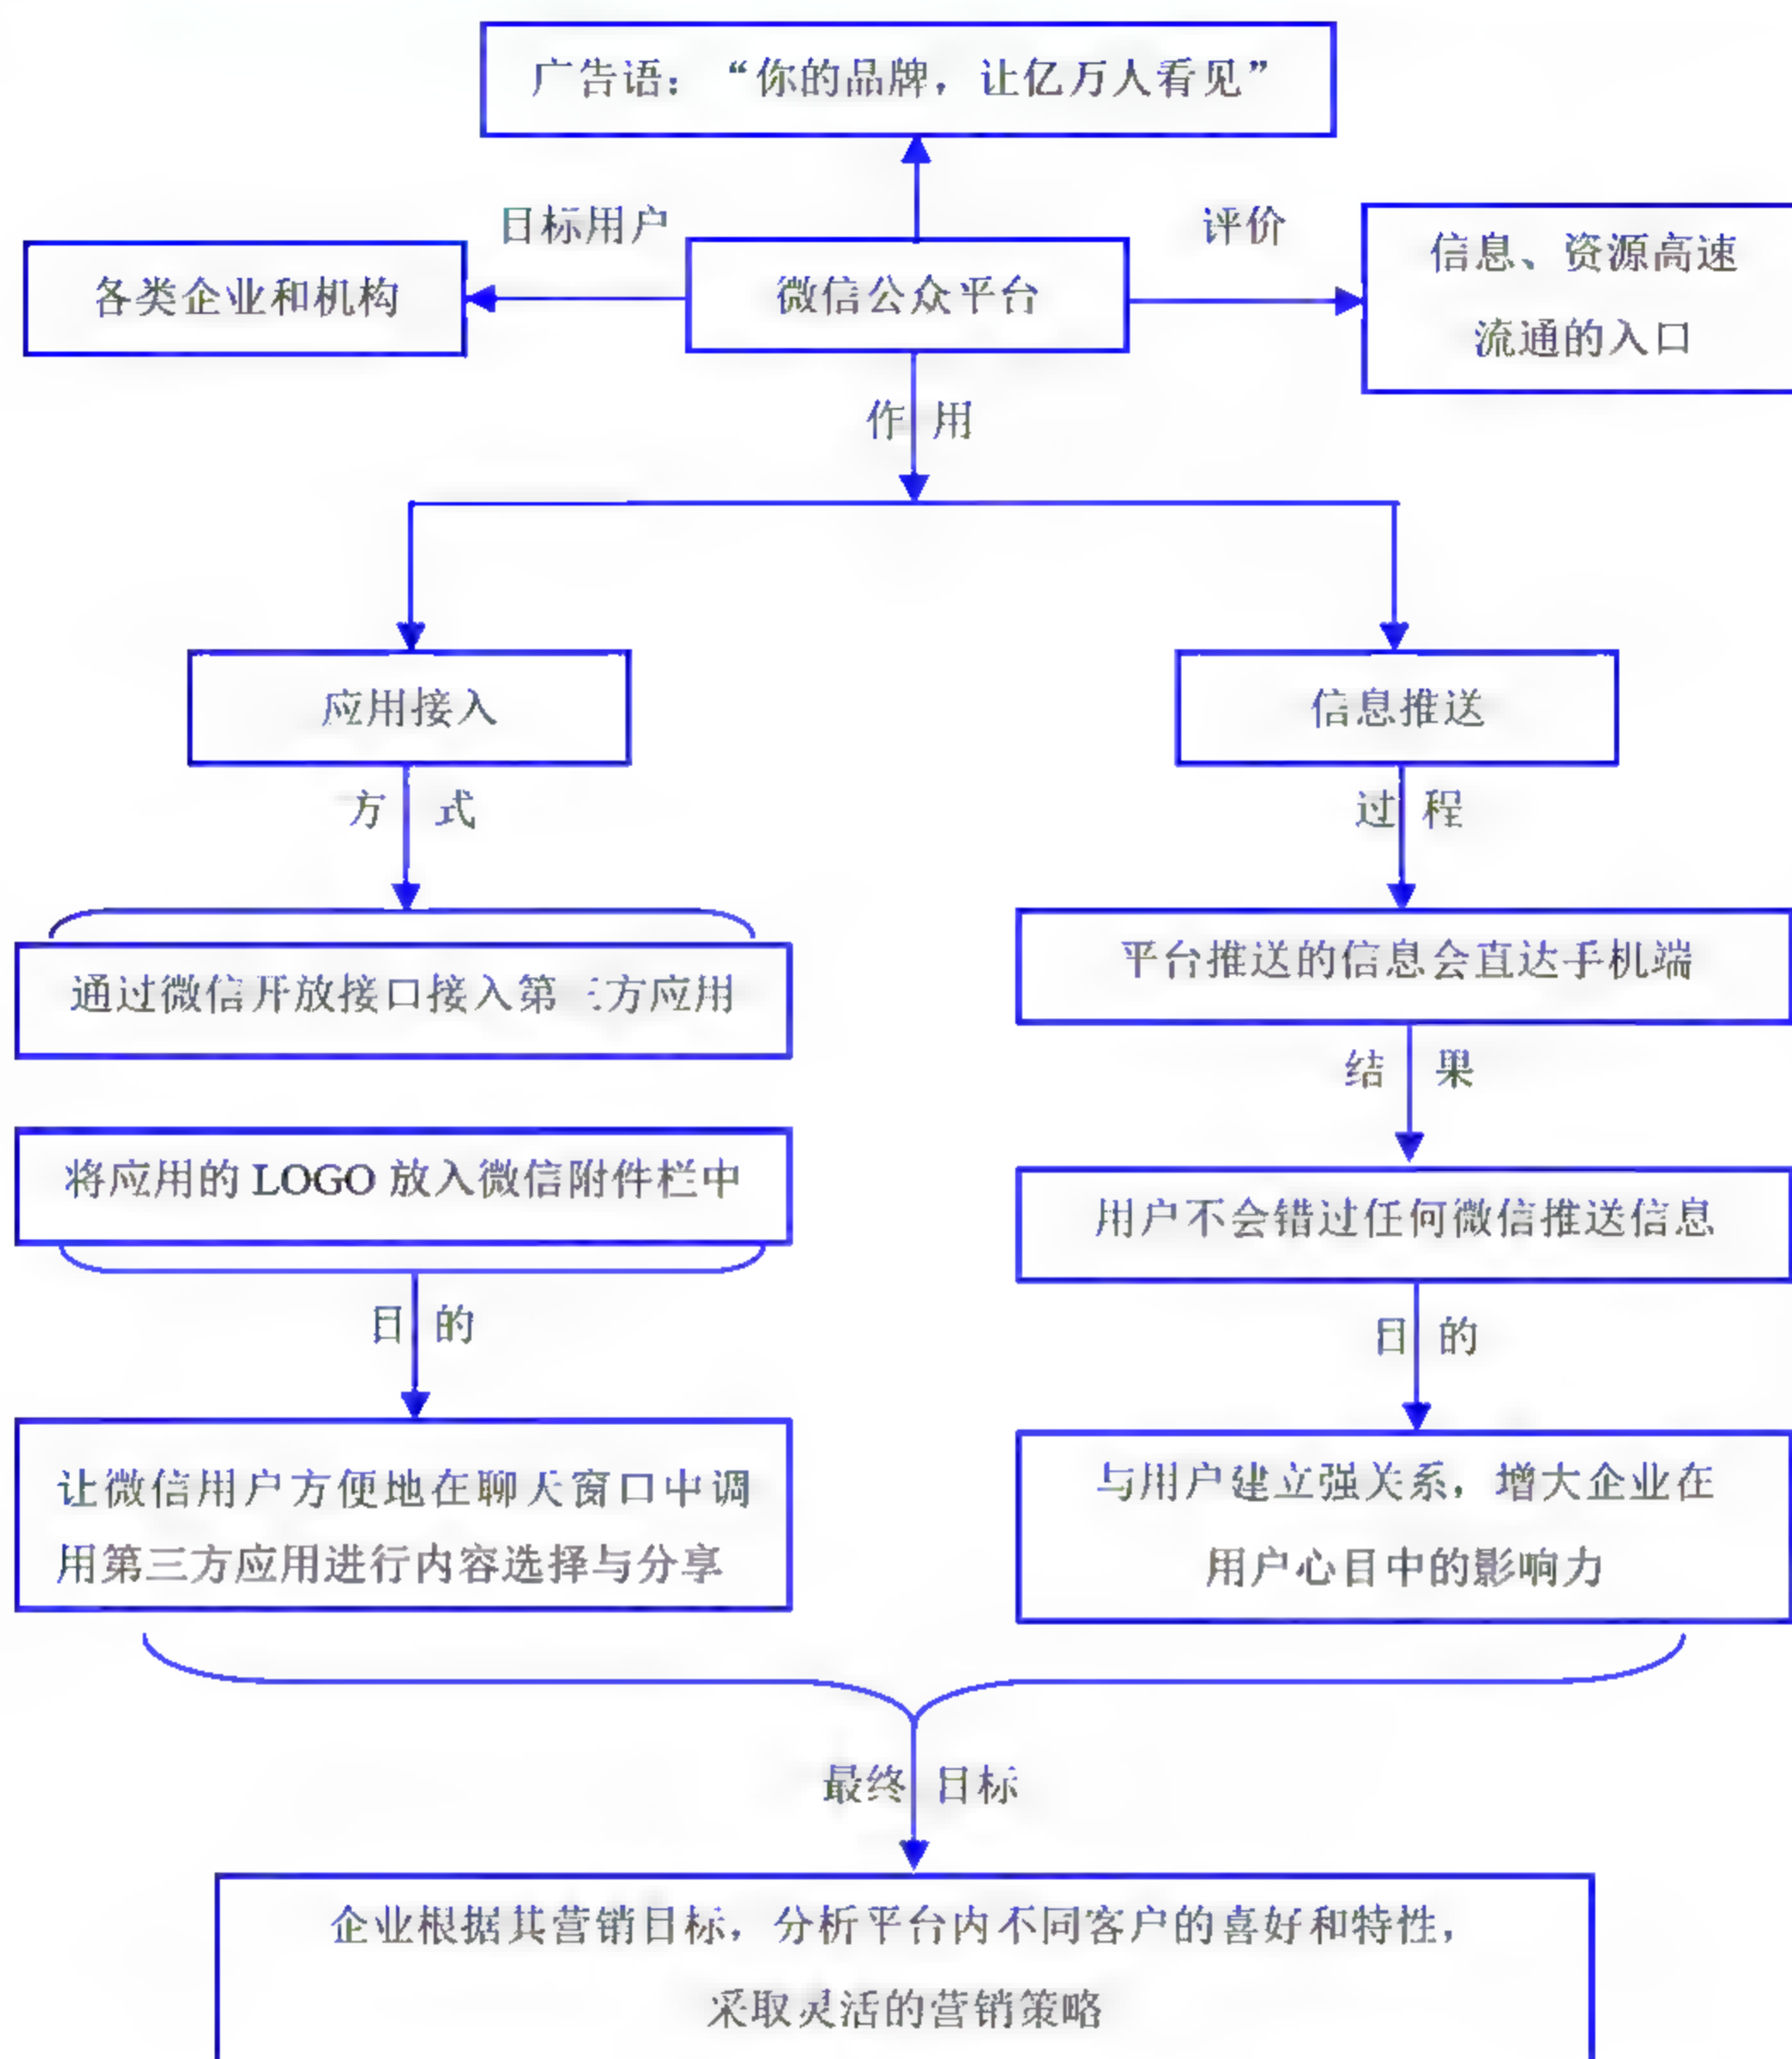 广告语：“你的品牌，让亿万人看见”
目标用户
评价
各类企业和机构
微信公众平台
信息、资源高速
流通的入口
作用
应用接入
信息推送
方式
过程
通过微信开放接口接入第三方应用
平台推送的信息会直达手机端
结果
将应用的 LOGO 放入微信附件栏中
用户不会错过任何微信推送信息
目的
目的
让微信用户方便地在聊天窗口中调
用第三方应用进行内容选择与分享
与用户建立强关系，增大企业在
用户心目中的影响力
最终目标
企业根据其营销目标，分析平台内不同客户的喜好和特性，
采取灵活的营销策略